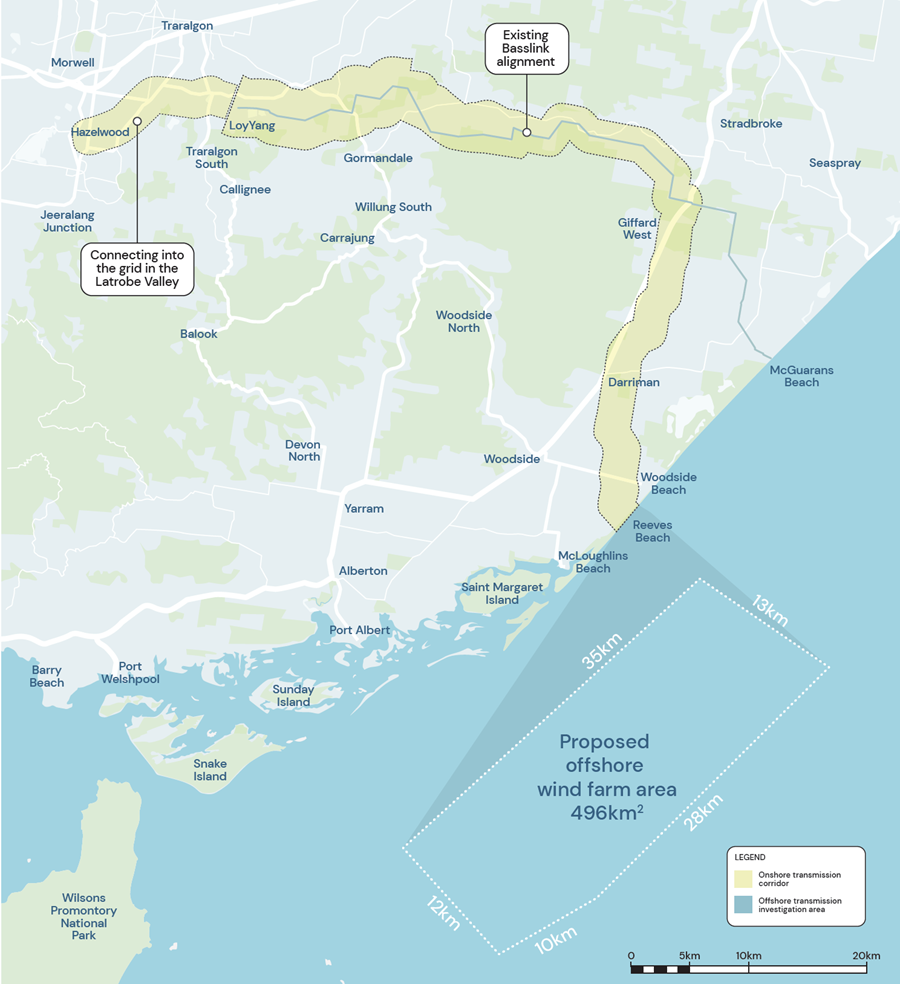 Traralgon
Existing
Basslink
alignment
Morwell
Stradbroke
LoyYang
Hazelwood
Traralgon
South
Gormandale
Seaspray
Callignee
Willung South
Jeeralang
Junction
Giffard
West
Carrajung
Connecting into
the grid in the
Latrobe Valley
Woodside
North
Balook
McGuarans
Beach
Darriman
Devon
North
Woodside
Woodside
Beach
Yarram
Reeves
Beach
McLoughlins
Beach
Alberton
Saint Margaret
Island
13km
Port Albert
35km
Barry
Beach
Port
Welshpool
Sunday
Island
Proposed
offshore
wind farm area
496km²
Snake
Island
28km
LEGEND
Onshore transmission
corridor
Offshore transmission
investigation area
Wilsons
Promontory
National
Park
12km
10km
0 5km 10km 20km